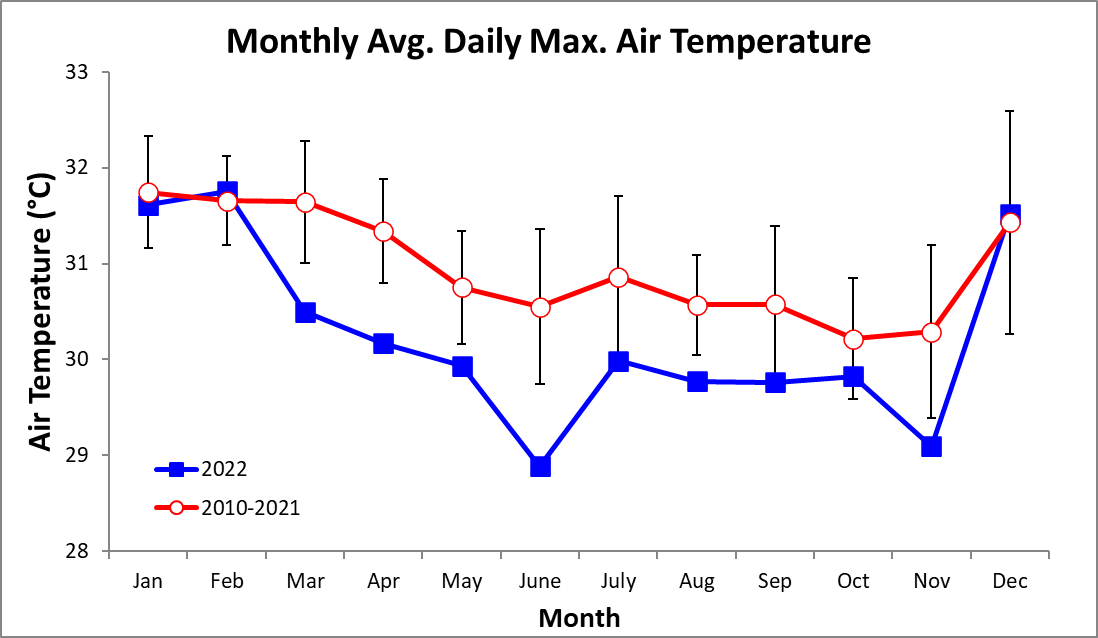 Monthly Avg. Daily Max. Air Temperature
33
32
31
30
29
28
Air Temperature (°C)
2022
2010-2021
Jan Feb Mar Apr May June July Aug Sep Oct Nov Dec
Month